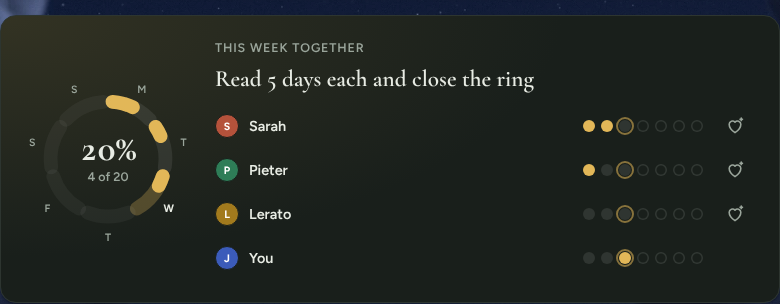 THIS WEEK TOGETHER
Read 5 days each and close the ring
S M
S T
20%
4 of 20
F W
T
S Sarah
P Pieter
L Lerato
J You